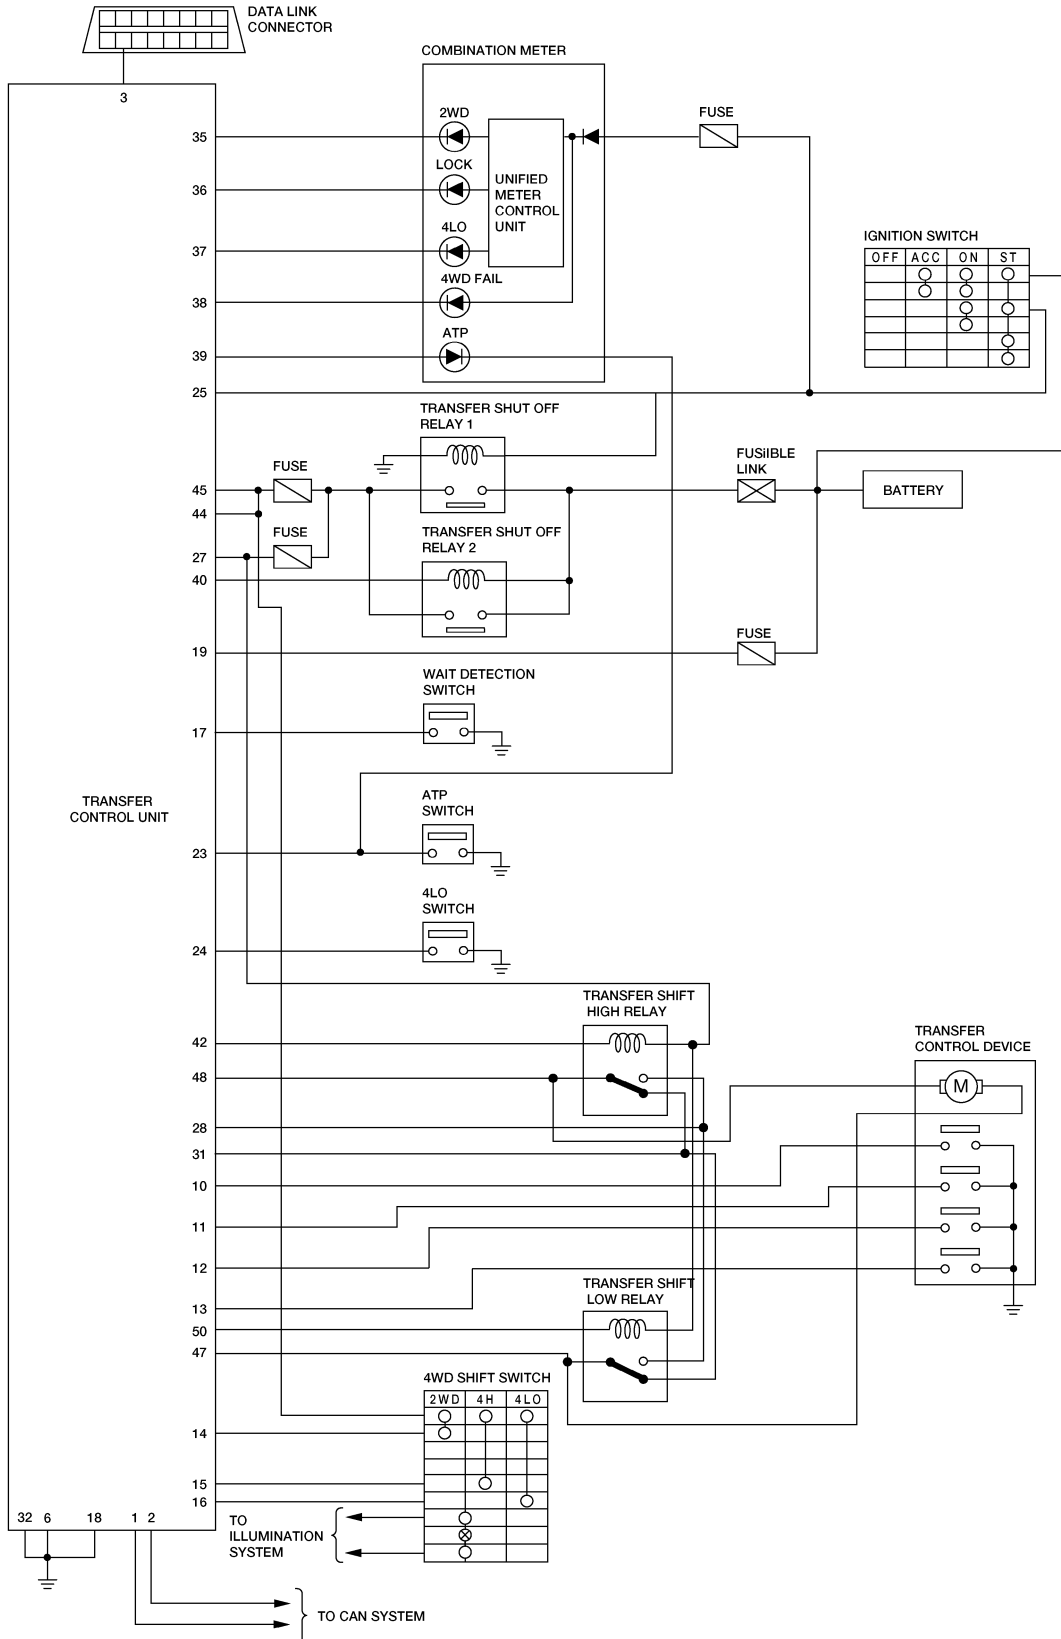 DATA LINK
CONNECTOR
COMBINATION METER
3
35
2WD
FUSE
36
LOCK
UNIFIED
METER
CONTROL
UNIT
37
4LO
IGNITION SWITCH
OFF ACC ON ST
38
4WD FAIL
39
ATP
25
TRANSFER SHUT OFF
RELAY 1
FUSE
FUSiIBLE
LINK
45
BATTERY
44
FUSE
TRANSFER SHUT OFF
RELAY 2
27
40
19
FUSE
WAIT DETECTION
SWITCH
17
TRANSFER
CONTROL UNIT
ATP
SWITCH
23
4LO
SWITCH
24
TRANSFER SHIFT
HIGH RELAY
42
TRANSFER
CONTROL DEVICE
48
M
28
31
10
11
12
13
TRANSFER SHIFT
LOW RELAY
50
47
4WD SHIFT SWITCH
2WD 4H 4LO
14
15
16
32 6 18 1 2
TO
ILLUMINATION
SYSTEM
TO CAN SYSTEM